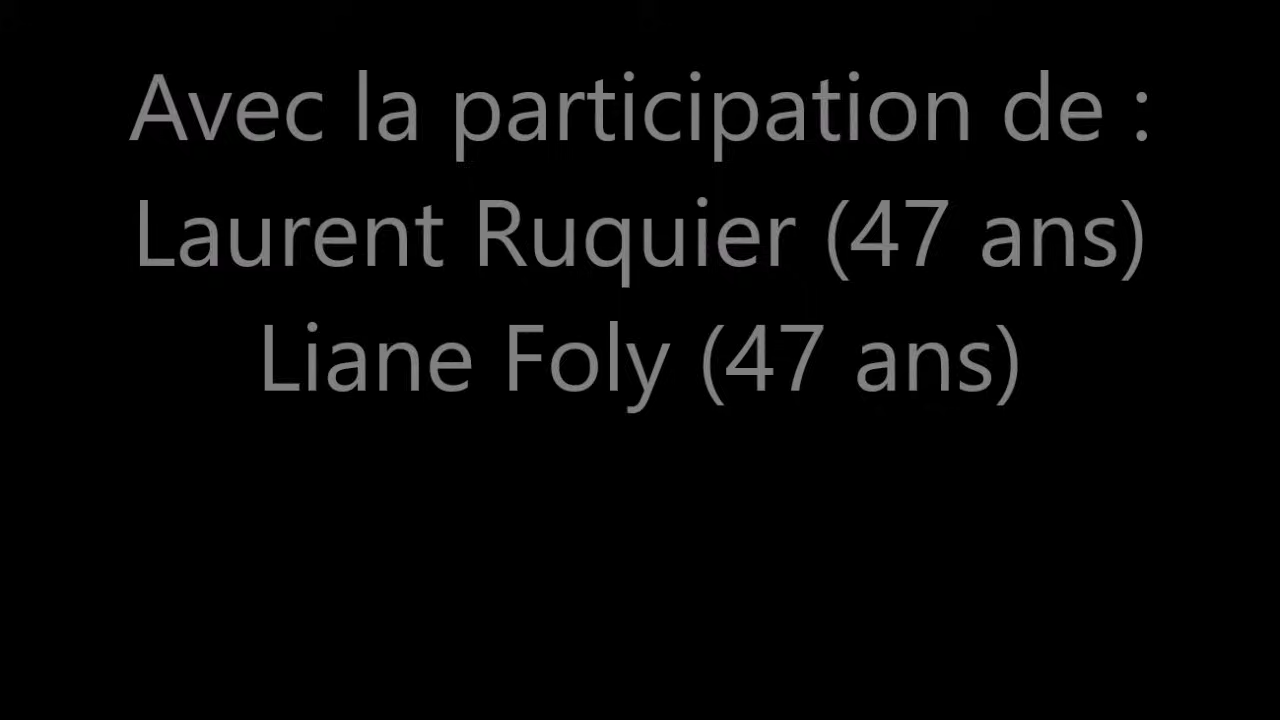 Avec la participation de :
Laurent Ruquier (47 ans)
Liane Foly (47 ans)